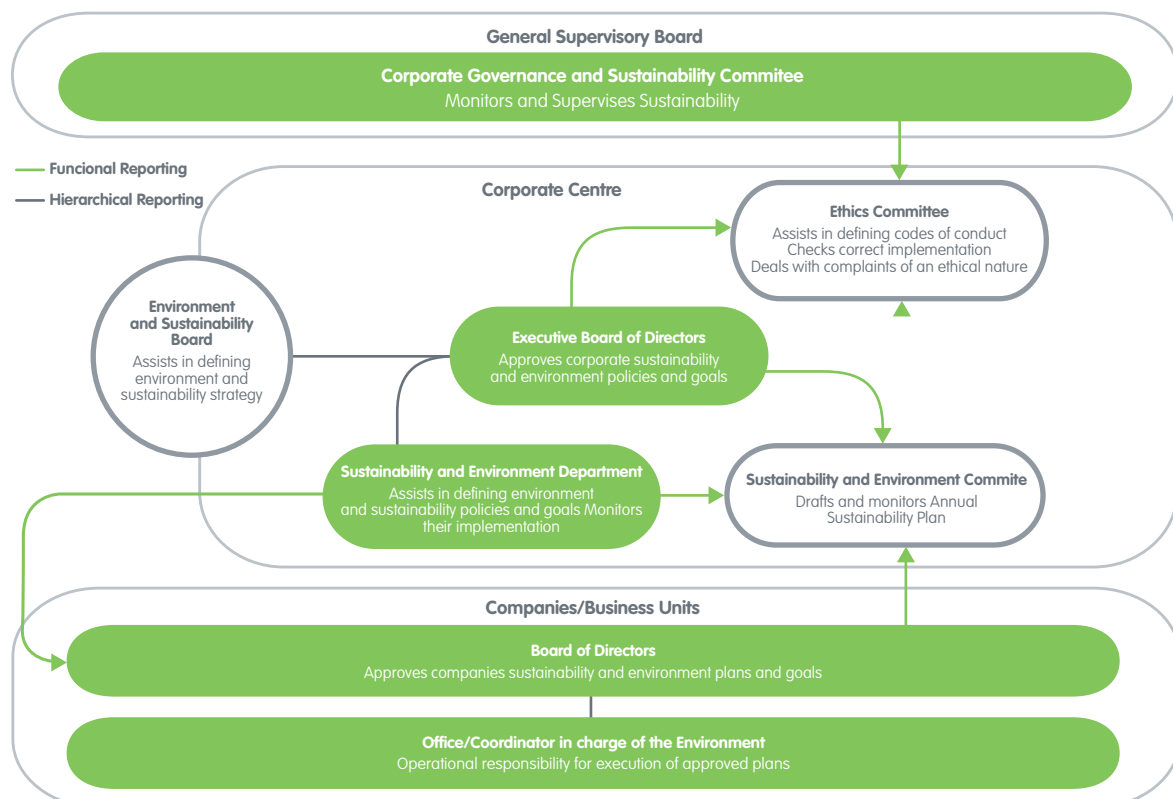 General Supervisory Board
Corporate Governance and Sustainability Commitee
Monitors and Supervises Sustainability
Funcional Reporting
Hierarchical Reporting
Corporate Centre
Ethics Committee
Assists in defining codes of conduct
Checks correct implementation
Deals with complaints of an ethical nature
Environment
and Sustainability
Board
Assists in defining
environment and
sustainability strategy
Executive Board of Directors
Approves corporate sustainability
and environment policies and goals
Sustainability and Environment Department
Assists in defining environment
and sustainability policies and goals Monitors
their implementation
Sustainability and Environment Commite
Drafts and monitors Annual
Sustainability Plan
Companies/Business Units
Board of Directors
Approves companies sustainability and environment plans and goals
Office/Coordinator in charge of the Environment
Operational responsibility for execution of approved plans